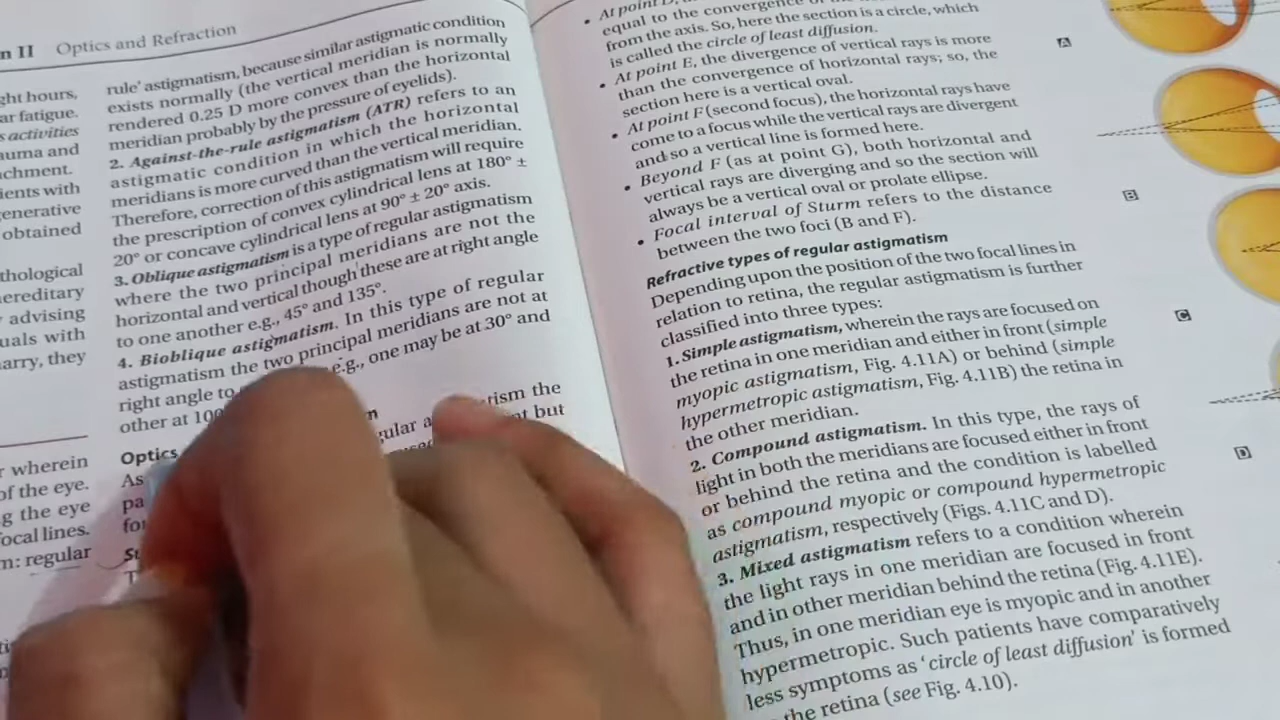 n II Optics and Refraction
ght hours,
ar fatigue.
s activities
auma and
chment.
ients with
enerative
obtained
thological
hereditary
advising
uals with
arry, they
r wherein
of the eye.
g the eye
ocal lines.
m: regular
rule' astigmatism, because similar astigmatic condition
exists normally (the vertical meridian is normally
rendered 0.25 D more convex than the horizontal
meridian probably by the pressure of eyelids).
2. Against-the-rule astigmatism (ATR) refers to an
astigmatic condition in which the horizontal
meridians is more curved than the vertical meridian.
Therefore, correction of this astigmatism will require
the prescription of convex cylindrical lens at 180° ±
20° or concave cylindrical lens at 90° ± 20° axis.
3. Oblique astigmatism is a type of regular astigmatism
where the two principal meridians are not the
horizontal and vertical though these are at right angle
to one another e.g., 45° and 135°.
4. Bioblique astigmatism. In this type of regular
astigmatism the two principal meridians are not at
right angle to e.g., one may be at 30° and
other at 100
Optics
As gular a tism the
pa nt but
• At point D,
equal to the convergence of the
from the axis. So, here the section is a circle, which
is called the circle of least diffusion.
• At point E, the divergence of vertical rays is more
than the convergence of horizontal rays; so, the
section here is a vertical oval.
• At point F (second focus), the horizontal rays have
come to a focus while the vertical rays are divergent
and so a vertical line is formed here.
• Beyond F (as at point G), both horizontal and
vertical rays are diverging and so the section will
always be a vertical oval or prolate ellipse.
• Focal interval of Sturm refers to the distance
between the two foci (B and F).
Refractive types of regular astigmatism
Depending upon the position of the two focal lines in
relation to retina, the regular astigmatism is further
classified into three types:
1. Simple astigmatism, wherein the rays are focused on
the retina in one meridian and either in front (simple
myopic astigmatism, Fig. 4.11A) or behind (simple
hypermetropic astigmatism, Fig. 4.11B) the retina in
the other meridian.
2. Compound astigmatism. In this type, the rays of
light in both the meridians are focused either in front
or behind the retina and the condition is labelled
as compound myopic or compound hypermetropic
astigmatism, respectively (Figs. 4.11C and D).
3. Mixed astigmatism refers to a condition wherein
the light rays in one meridian are focused in front
and in other meridian behind the retina (Fig. 4.11E).
Thus, in one meridian eye is myopic and in another
hypermetropic. Such patients have comparatively
less symptoms as 'circle of least diffusion' is formed
the retina (see Fig. 4.10).
A
B
C
D